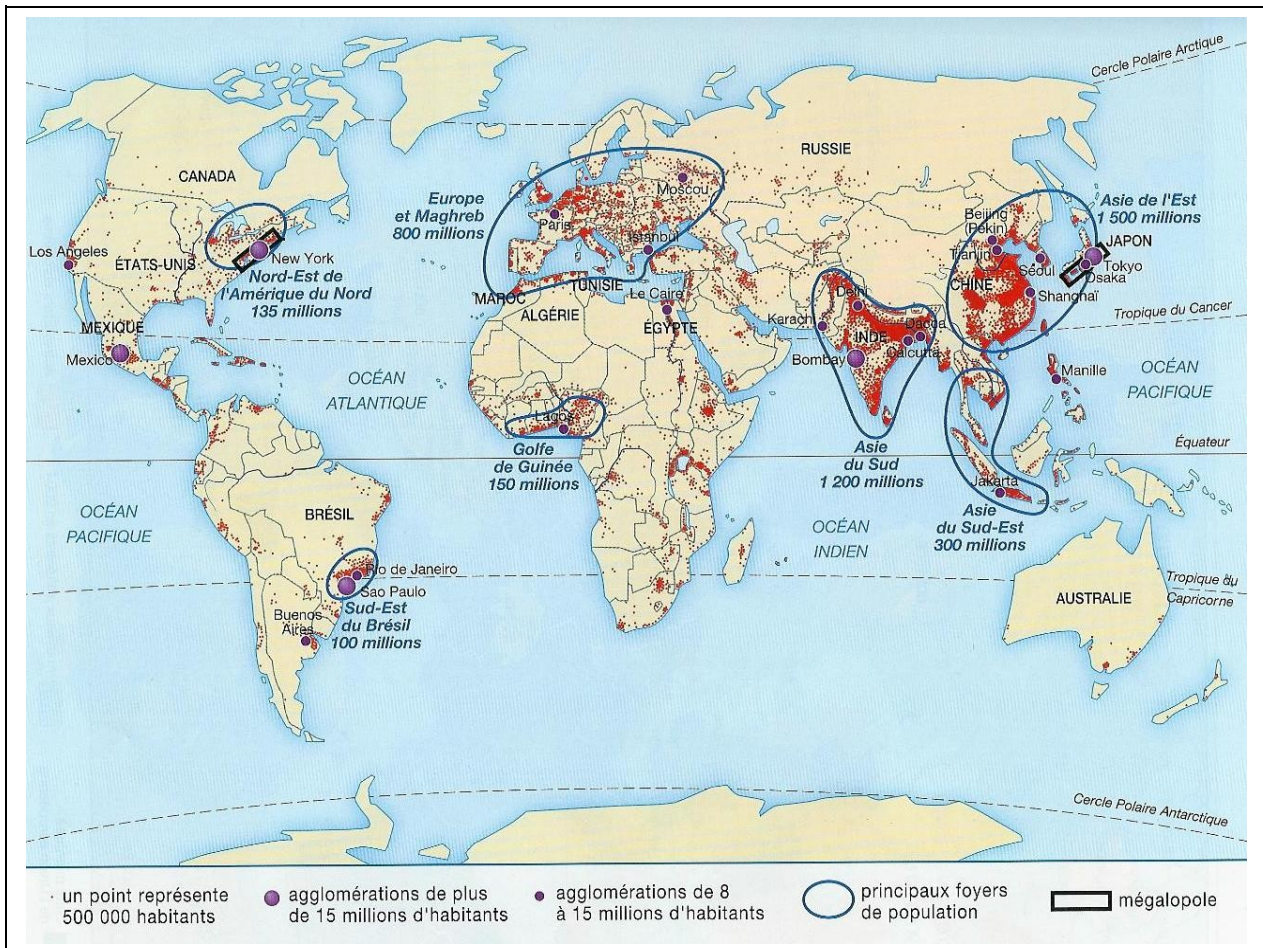 Cercle Polaire Arctique
RUSSIE
CANADA
Europe
et Maghreb
800 millions
Moscou
Paris
Istanbul
Asie de l'Est
1 500 millions
Beijing
(Pékin)
Tianjin
JAPON
Tokyo
Osaka
Séoul
CHINE
Shanghaï
Los Angeles
ÉTATS-UNIS
New York
Nord-Est de
l'Amérique du Nord
135 millions
MAROC
TUNISIE
ALGÉRIE
Le Caire
ÉGYPTE
Delhi
Karachi
INDE
Dacca
Calcutta
Bombay
Tropique du Cancer
MEXIQUE
Mexico
OCÉAN
ATLANTIQUE
Manille
OCÉAN
PACIFIQUE
Lagos
Golfe
de Guinée
150 millions
Asie
du Sud
1 200 millions
Équateur
Jakarta
Asie
du Sud-Est
300 millions
OCÉAN
PACIFIQUE
BRÉSIL
OCÉAN
INDIEN
Rio de Janeiro
Sao Paulo
Sud-Est
du Brésil
100 millions
Buenos
Aires
AUSTRALIE
Tropique du
Capricorne
Cercle Polaire Antarctique
un point représente
500 000 habitants
agglomérations de plus
de 15 millions d'habitants
agglomérations de 8
à 15 millions d'habitants
principaux foyers
de population
mégalopole